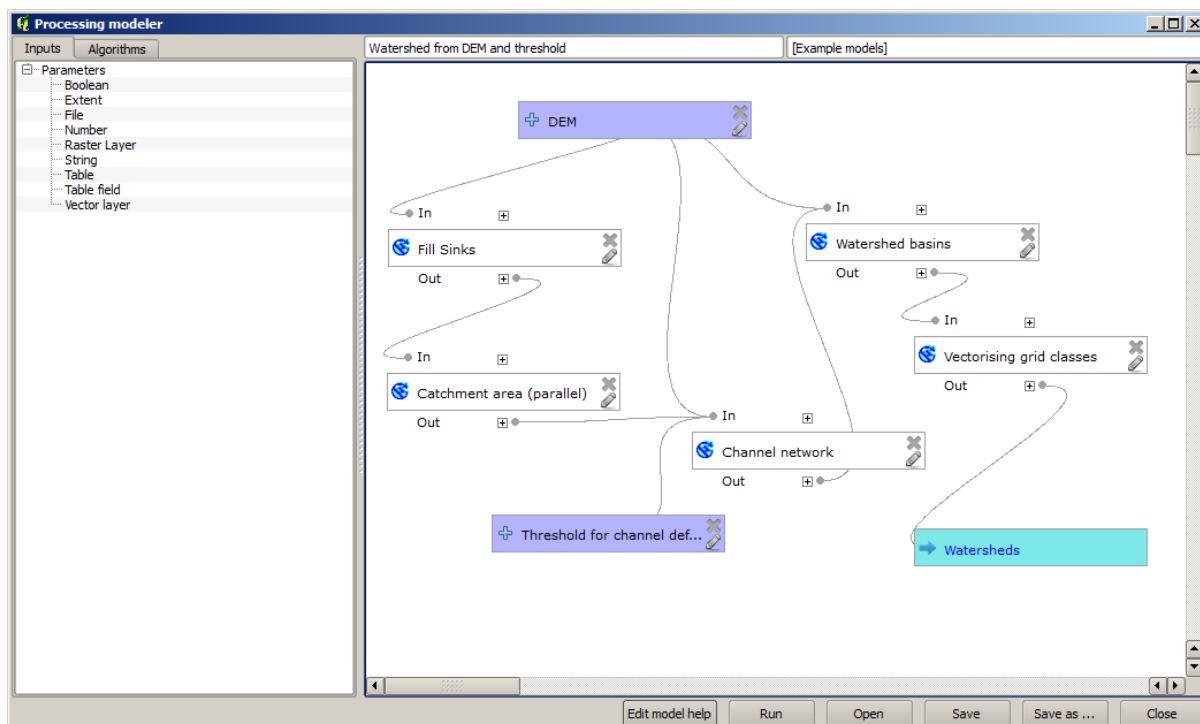 Processing modeler
Inputs Algorithms
Parameters
Boolean
Extent
File
Number
Raster Layer
String
Table
Table field
Vector layer
Watershed from DEM and threshold [Example models]
DEM
In
Fill Sinks
Out
In
Watershed basins
Out
In
Vectorising grid classes
Out
In
Catchment area (parallel)
Out
In
Channel network
Out
Threshold for channel def...
Watersheds
Edit model help Run Open Save Save as ... Close